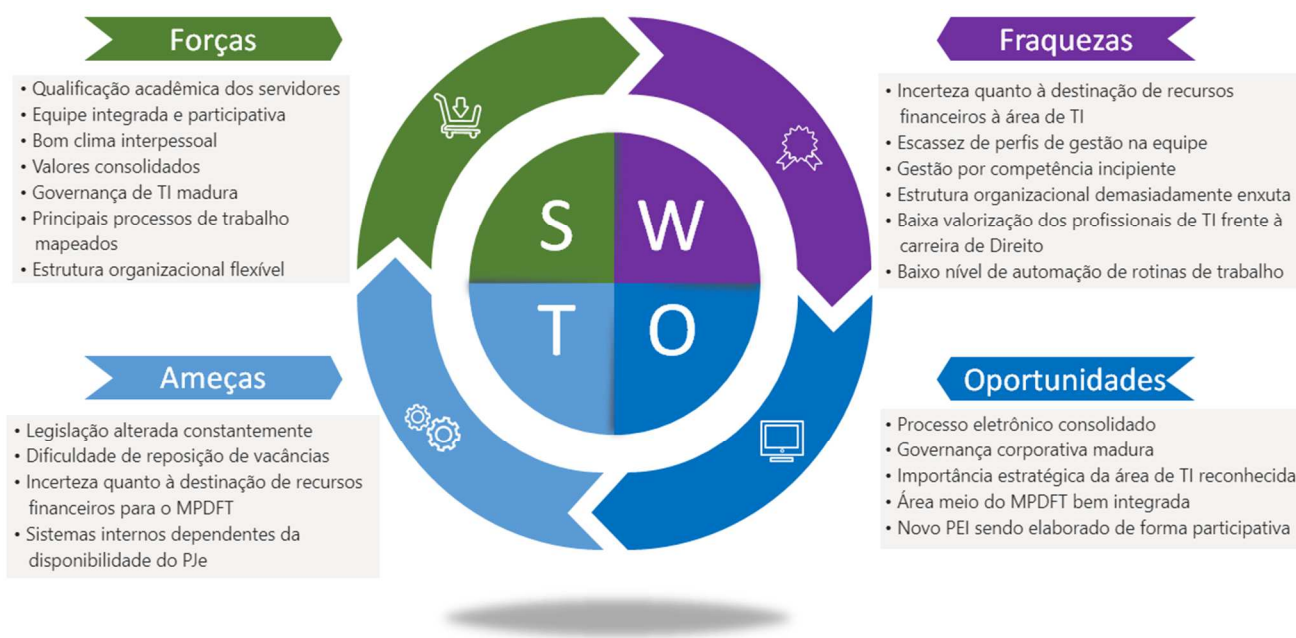 Forças
• Qualificação acadêmica dos servidores
• Equipe integrada e participativa
• Bom clima interpessoal
• Valores consolidados
• Governança de TI madura
• Principais processos de trabalho
mapeados
• Estrutura organizacional flexível
Fraquezas
• Incerteza quanto à destinação de recursos
financeiros à área de TI
• Escassez de perfis de gestão na equipe
• Gestão por competência incipiente
• Estrutura organizacional demasiadamente enxuta
• Baixa valorização dos profissionais de TI frente à
carreira de Direito
• Baixo nível de automação de rotinas de trabalho
S W
T O
Ameças
• Legislação alterada constantemente
• Dificuldade de reposição de vacâncias
• Incerteza quanto à destinação de recursos
financeiros para o MPDFT
• Sistemas internos dependentes da
disponibilidade do PJe
Oportunidades
• Processo eletrônico consolidado
• Governança corporativa madura
• Importância estratégica da área de TI reconhecida
• Área meio do MPDFT bem integrada
• Novo PEI sendo elaborado de forma participativa